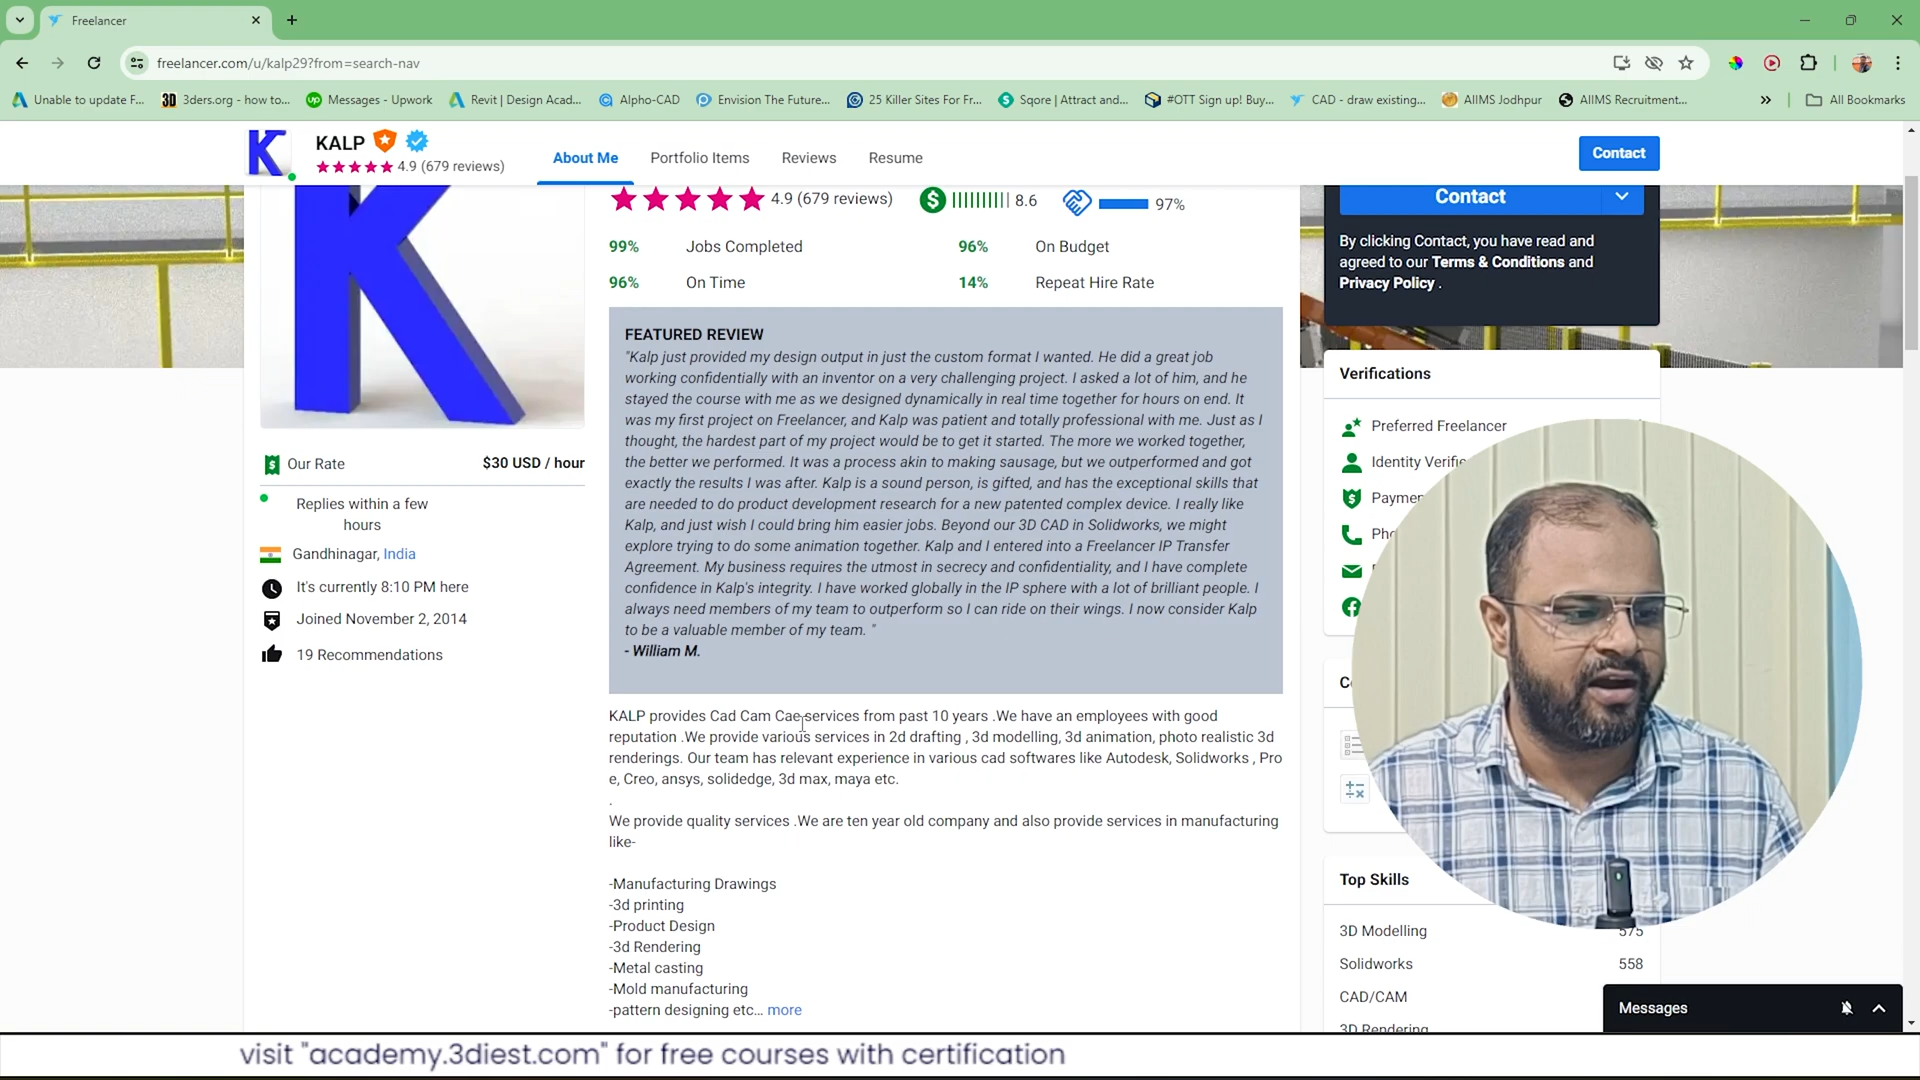 Freelancer
freelancer.com/u/kalp29?from=search-nav
Unable to update F...
3ders.org - how to...
Messages - Upwork
Revit | Design Acad...
Alpho-CAD
Envision The Future...
25 Killer Sites For Fr...
Sqore | Attract and...
#OTT Sign up! Buy...
CAD - draw existing...
AIIMS Jodhpur
AIIMS Recruitment...
All Bookmarks
KALP
4.9 (679 reviews)
About Me
Portfolio Items
Reviews
Resume
Contact
4.9 (679 reviews)
8.6
97%
99% Jobs Completed
96% On Budget
96% On Time
14% Repeat Hire Rate
Our Rate $30 USD / hour
Replies within a few
hours
Gandhinagar, India
It's currently 8:10 PM here
Joined November 2, 2014
19 Recommendations
FEATURED REVIEW
"Kalp just provided my design output in just the custom format I wanted. He did a great job
working confidentially with an inventor on a very challenging project. I asked a lot of him, and he
stayed the course with me as we designed dynamically in real time together for hours on end. It
was my first project on Freelancer, and Kalp was patient and totally professional with me. Just as I
thought, the hardest part of my project would be to get it started. The more we worked together,
the better we performed. It was a process akin to making sausage, but we outperformed and got
exactly the results I was after. Kalp is a sound person, is gifted, and has the exceptional skills that
are needed to do product development research for a new patented complex device. I really like
Kalp, and just wish I could bring him easier jobs. Beyond our 3D CAD in Solidworks, we might
explore trying to do some animation together. Kalp and I entered into a Freelancer IP Transfer
Agreement. My business requires the utmost in secrecy and confidentiality, and I have complete
confidence in Kalp's integrity. I have worked globally in the IP sphere with a lot of brilliant people. I
always need members of my team to outperform so I can ride on their wings. I now consider Kalp
to be a valuable member of my team. "
- William M.
KALP provides Cad Cam Cae services from past 10 years .We have an employees with good
reputation .We provide various services in 2d drafting , 3d modelling, 3d animation, photo realistic 3d
renderings. Our team has relevant experience in various cad softwares like Autodesk, Solidworks , Pro
e, Creo, ansys, solidedge, 3d max, maya etc.
.
We provide quality services .We are ten year old company and also provide services in manufacturing
like-
-Manufacturing Drawings
-3d printing
-Product Design
-3d Rendering
-Metal casting
-Mold manufacturing
-pattern designing etc... more
Contact
By clicking Contact, you have read and
agreed to our Terms & Conditions and
Privacy Policy .
Verifications
Preferred Freelancer
Identity
Top Skills
3D Modelling 575
Solidworks 558
CAD/CAM
3D Rendering
Messages
visit "academy.3diest.com" for free courses with certification